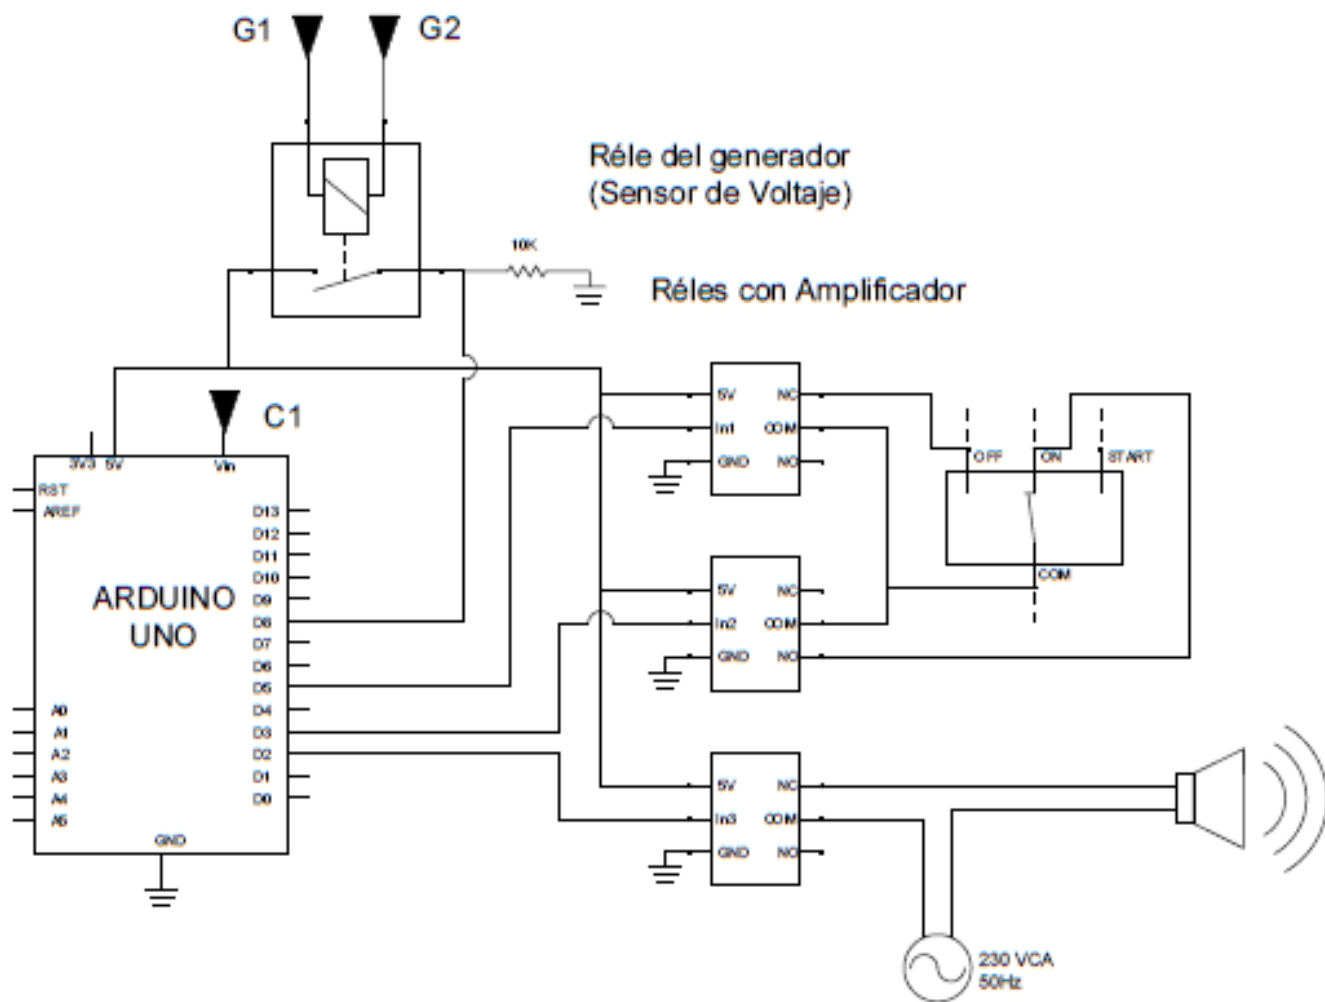 G1
G2
Réle del generador
(Sensor de Voltaje)
10K
Réles con Amplificador
C1
3V3
5V
Vin
RST
AREF
ARDUINO
UNO
D13
D12
D11
D10
D9
D8
D7
D6
D5
D4
D3
D2
D1
D0
A0
A1
A2
A3
A4
A5
GND
5V
In1
GND
NC
COM
NO
OFF
ON
START
COM
5V
In2
GND
NC
COM
NO
5V
In3
GND
NC
COM
NO
230 VCA
50Hz